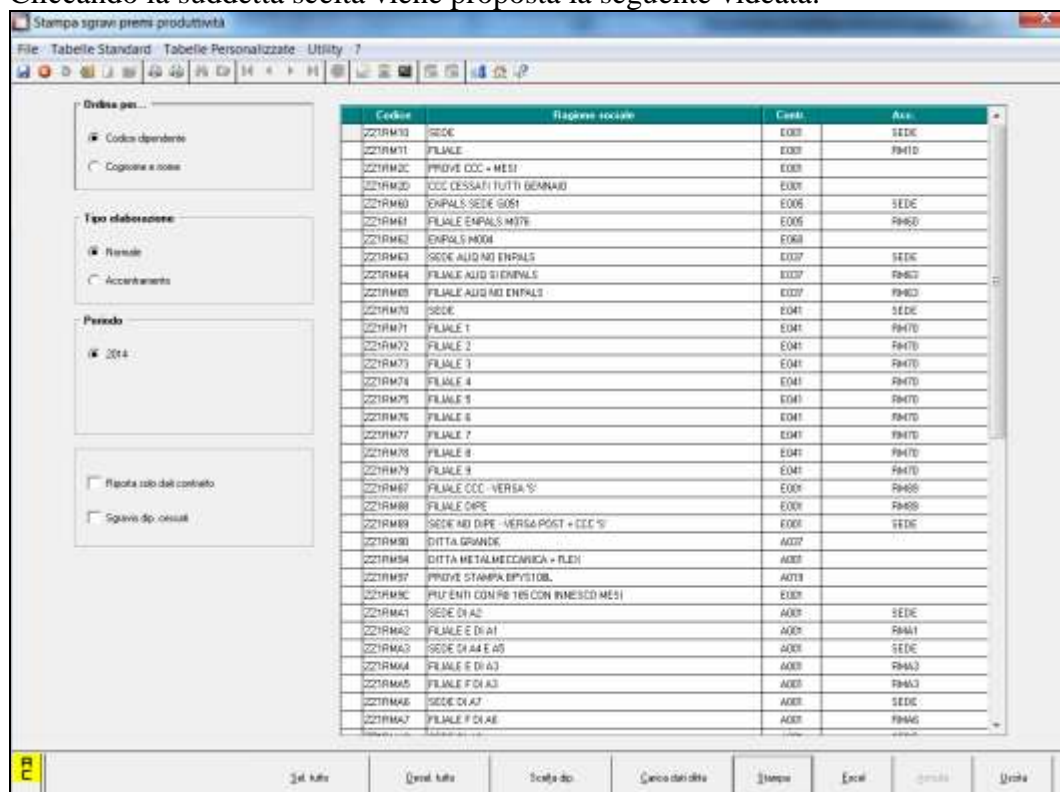 Cliccando la suddetta scelta viene proposta la seguente videata:
Stampa sgravi premi produttività
File Tabelle Standard Tabelle Personalizzate Utility ?
Ordina per...
Codice dipendente
Cognome e nome
Tipo elaborazione
Normale
Accentramento
Periodo
2014
Riporta solo dati contratto
Sgravio dip. cessati
Codice Ragione sociale Contr. Acc.
ZZ1RM10 SEDE E001 SEDE
ZZ1RM11 FILIALE E001 RM10
ZZ1RM2C PROVE CCC + MESI E001
ZZ1RM2D CCC CESSATI TUTTI GENNAIO E001
ZZ1RM60 ENPALS SEDE G051 E005 SEDE
ZZ1RM61 FILIALE ENPALS M076 E005 RM60
ZZ1RM62 ENPALS M004 E060
ZZ1RM63 SEDE ALIQ NO ENPALS E037 SEDE
ZZ1RM64 FILIALE ALIQ SI ENPALS E037 RM63
ZZ1RM65 FILIALE ALIQ NO ENPALS E037 RM63
ZZ1RM70 SEDE E041 SEDE
ZZ1RM71 FILIALE 1 E041 RM70
ZZ1RM72 FILIALE 2 E041 RM70
ZZ1RM73 FILIALE 3 E041 RM70
ZZ1RM74 FILIALE 4 E041 RM70
ZZ1RM75 FILIALE 5 E041 RM70
ZZ1RM76 FILIALE 6 E041 RM70
ZZ1RM77 FILIALE 7 E041 RM70
ZZ1RM78 FILIALE 8 E041 RM70
ZZ1RM79 FILIALE 9 E041 RM70
ZZ1RM87 FILIALE CCC - VERSA 'S' E001 RM89
ZZ1RM88 FILIALE DIPE E001 RM89
ZZ1RM89 SEDE NO DIPE - VERSA POST + CCC 'S' E001 SEDE
ZZ1RM90 DITTA GRANDE A037
ZZ1RM94 DITTA METALMECCANICA + FLEXI A001
ZZ1RM97 PROVE STAMPA BPYS10BL A013
ZZ1RM9C PIU' ENTI CON R0 165 CON INNESCO MESI E001
ZZ1RMA1 SEDE DI A2 A001 SEDE
ZZ1RMA2 FILIALE E DI A1 A001 RMA1
ZZ1RMA3 SEDE DI A4 E A5 A001 SEDE
ZZ1RMA4 FILIALE E DI A3 A001 RMA3
ZZ1RMA5 FILIALE F DI A3 A001 RMA3
ZZ1RMA6 SEDE DI A7 A001 SEDE
ZZ1RMA7 FILIALE F DI A6 A001 RMA6
AC Sel. tutto Desel. tutto Scelta dip. Carica dati ditta Stampa Excel Annulla Uscita